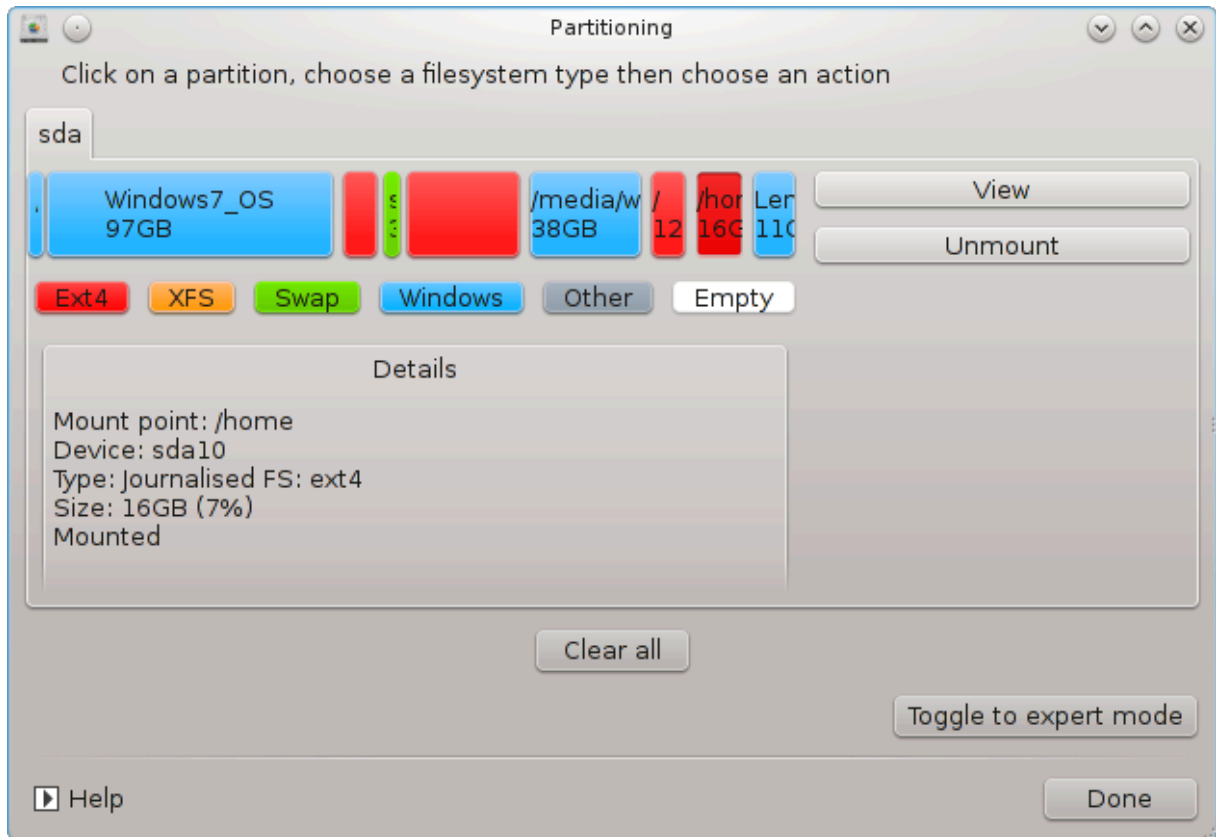 Partitioning
Click on a partition, choose a filesystem type then choose an action
sda
Windows7_OS
97GB
/media/w
38GB
/
12
/hor
16G
Len
View
Unmount
Ext4 XFS Swap Windows Other Empty
Details
Mount point: /home
Device: sda10
Type: Journalised FS: ext4
Size: 16GB (7%)
Mounted
Clear all
Toggle to expert mode
Help
Done